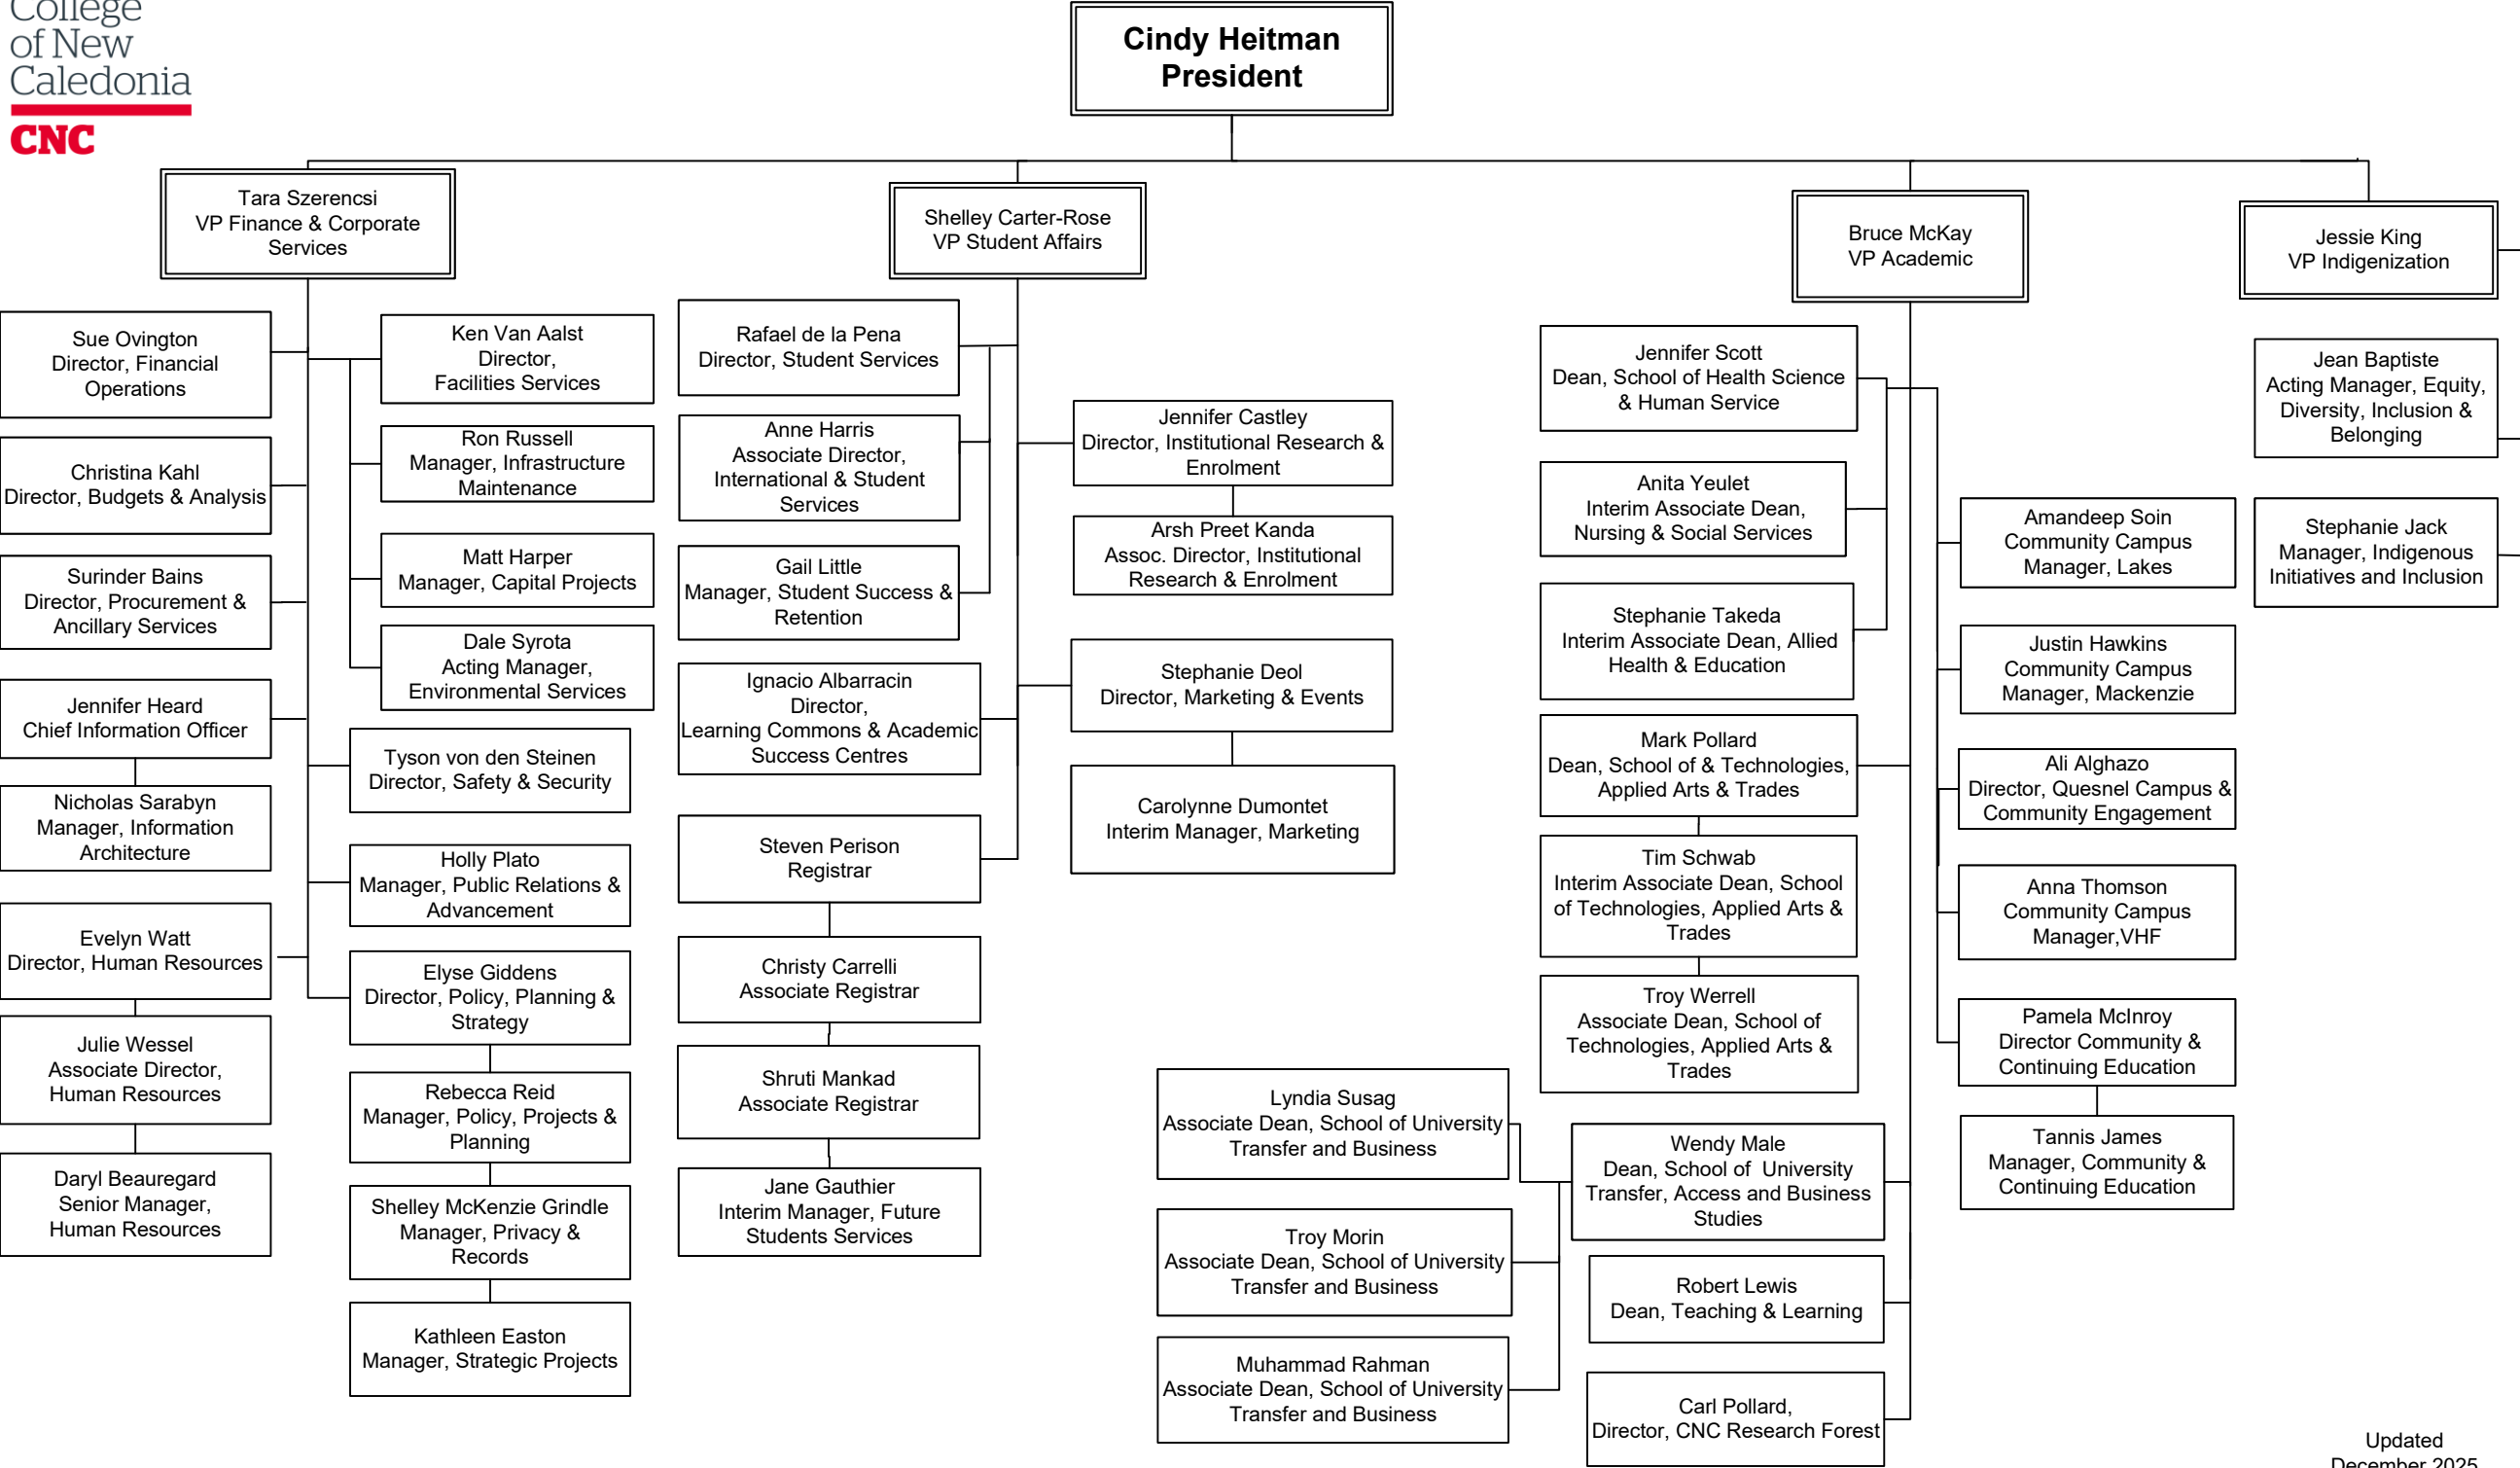 College
of New
Caledonia
CNC
Cindy Heitman
President
Tara Szerencsi
VP Finance & Corporate
Services
Shelley Carter-Rose
VP Student Affairs
Bruce McKay
VP Academic
Jessie King
VP Indigenization
Sue Ovington
Director, Financial
Operations
Christina Kahl
Director, Budgets & Analysis
Surinder Bains
Director, Procurement &
Ancillary Services
Jennifer Heard
Chief Information Officer
Nicholas Sarabyn
Manager, Information
Architecture
Evelyn Watt
Director, Human Resources
Julie Wessel
Associate Director,
Human Resources
Daryl Beauregard
Senior Manager,
Human Resources
Ken Van Aalst
Director,
Facilities Services
Ron Russell
Manager, Infrastructure
Maintenance
Matt Harper
Manager, Capital Projects
Dale Syrota
Acting Manager,
Environmental Services
Tyson von den Steinen
Director, Safety & Security
Holly Plato
Manager, Public Relations &
Advancement
Elyse Giddens
Director, Policy, Planning &
Strategy
Rebecca Reid
Manager, Policy, Projects &
Planning
Shelley McKenzie Grindle
Manager, Privacy &
Records
Kathleen Easton
Manager, Strategic Projects
Rafael de la Pena
Director, Student Services
Anne Harris
Associate Director,
International & Student
Services
Gail Little
Manager, Student Success &
Retention
Ignacio Albarracin
Director,
Learning Commons & Academic
Success Centres
Steven Perison
Registrar
Christy Carrelli
Associate Registrar
Shruti Mankad
Associate Registrar
Jane Gauthier
Interim Manager, Future
Students Services
Jennifer Castley
Director, Institutional Research &
Enrolment
Arsh Preet Kanda
Assoc. Director, Institutional
Research & Enrolment
Stephanie Deol
Director, Marketing & Events
Carolynne Dumontet
Interim Manager, Marketing
Jennifer Scott
Dean, School of Health Science
& Human Service
Anita Yeulet
Interim Associate Dean,
Nursing & Social Services
Stephanie Takeda
Interim Associate Dean, Allied
Health & Education
Mark Pollard
Dean, School of & Technologies,
Applied Arts & Trades
Tim Schwab
Interim Associate Dean, School
of Technologies, Applied Arts &
Trades
Troy Werrell
Associate Dean, School of
Technologies, Applied Arts &
Trades
Lyndia Susag
Associate Dean, School of University
Transfer and Business
Troy Morin
Associate Dean, School of University
Transfer and Business
Muhammad Rahman
Associate Dean, School of University
Transfer and Business
Wendy Male
Dean, School of University
Transfer, Access and Business
Studies
Robert Lewis
Dean, Teaching & Learning
Carl Pollard,
Director, CNC Research Forest
Amandeep Soin
Community Campus
Manager, Lakes
Justin Hawkins
Community Campus
Manager, Mackenzie
Ali Alghazo
Director, Quesnel Campus &
Community Engagement
Anna Thomson
Community Campus
Manager,VHF
Pamela McInroy
Director Community &
Continuing Education
Tannis James
Manager, Community &
Continuing Education
Jean Baptiste
Acting Manager, Equity,
Diversity, Inclusion &
Belonging
Stephanie Jack
Manager, Indigenous
Initiatives and Inclusion
Updated
December 2025